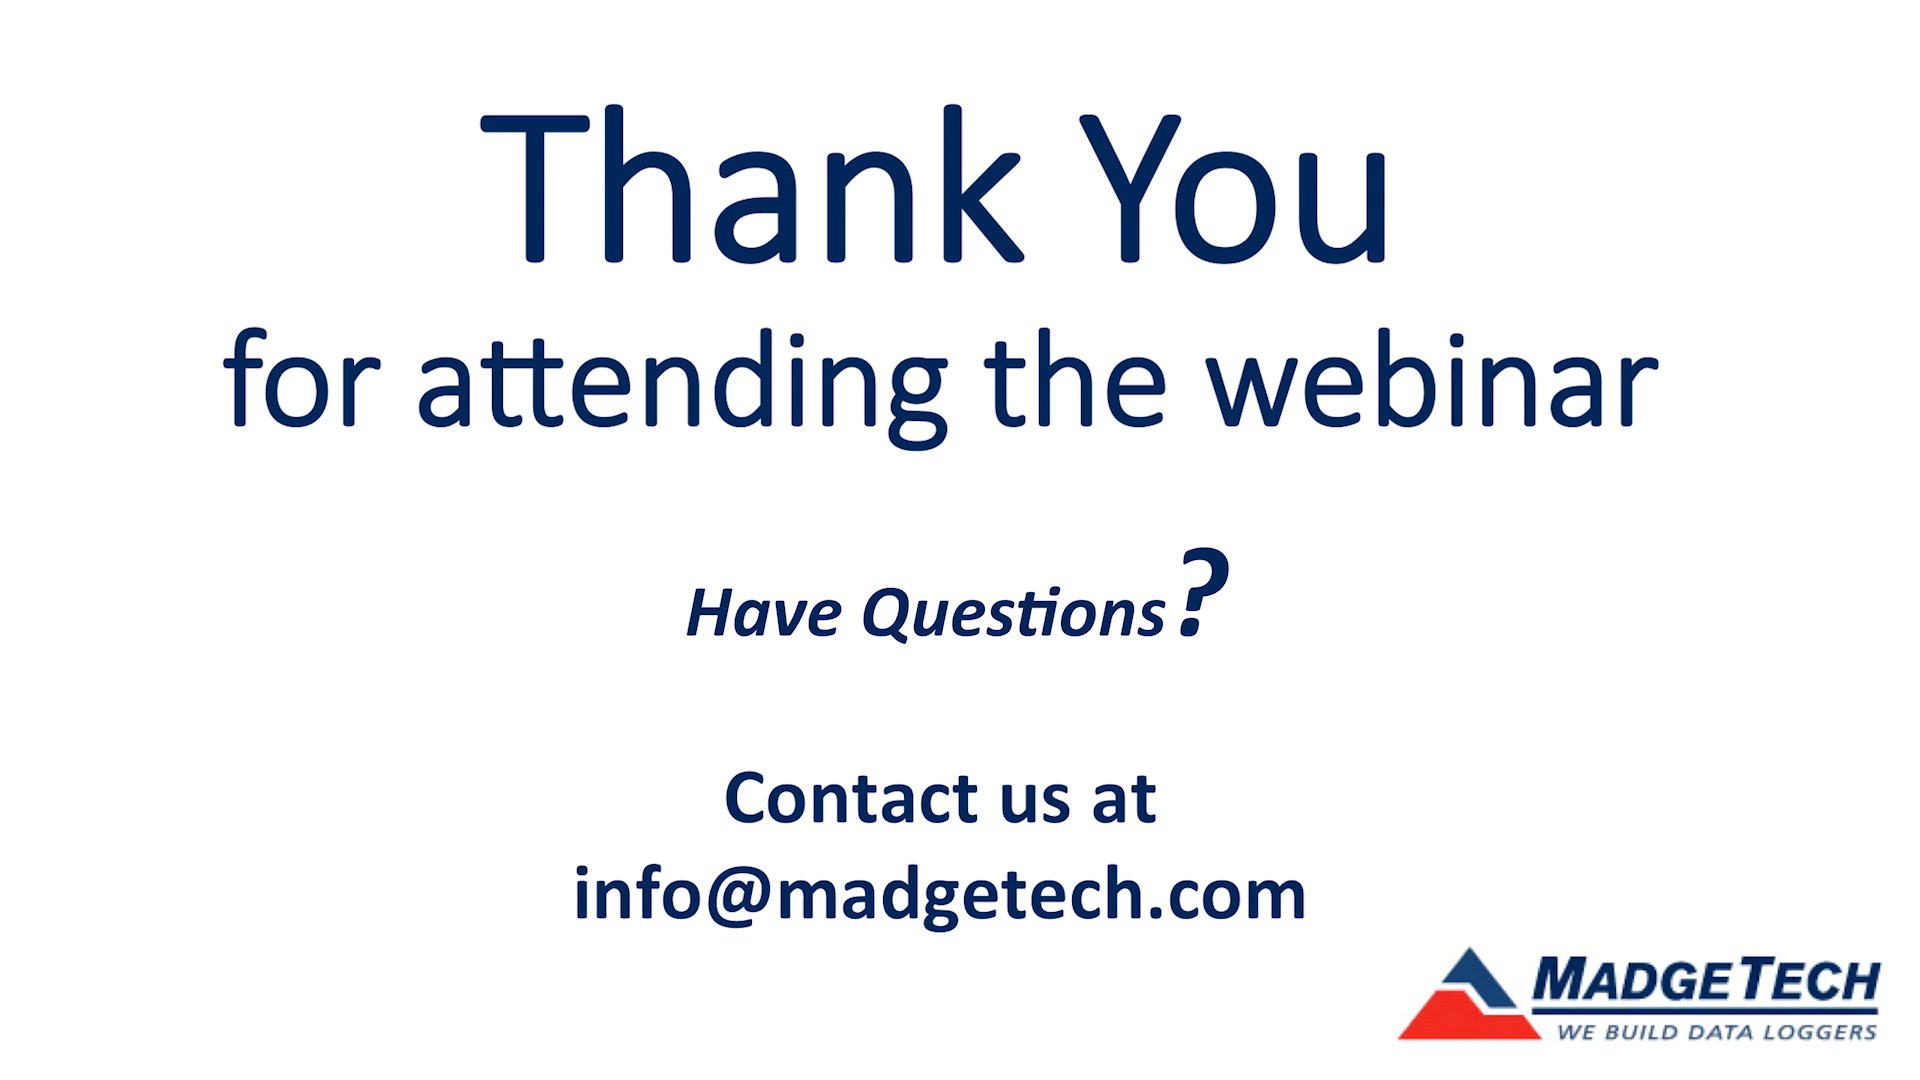 Thank You
for attending the webinar
Have Questions?
Contact us at
info@madgetech.com
MADGETECH
WE BUILD DATA LOGGERS